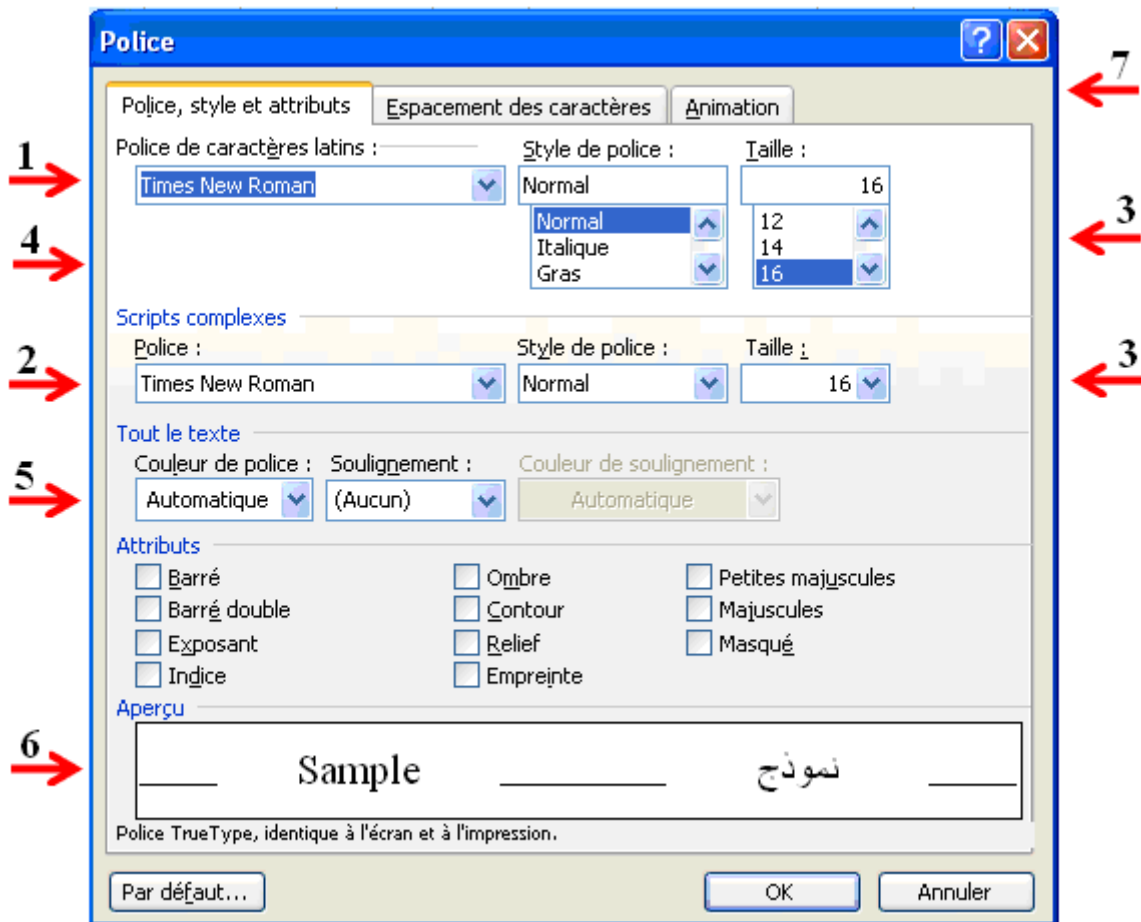 Police
7
Police, style et attributs Espacement des caractères Animation
Police de caractères latins : Style de police : Taille :
1 Times New Roman Normal 16
4 Normal 12 3
Italique 14
Gras 16
Scripts complexes
Police : Style de police : Taille :
2 Times New Roman Normal 16 3
Tout le texte
Couleur de police : Soulignement : Couleur de soulignement :
5 Automatique (Aucun) Automatique
Attributs
Barré Ombre Petites majuscules
Barré double Contour Majuscules
Exposant Relief Masqué
Indice Empreinte
Aperçu
6 Sample نموذج
Police TrueType, identique à l'écran et à l'impression.
Par défaut... OK Annuler